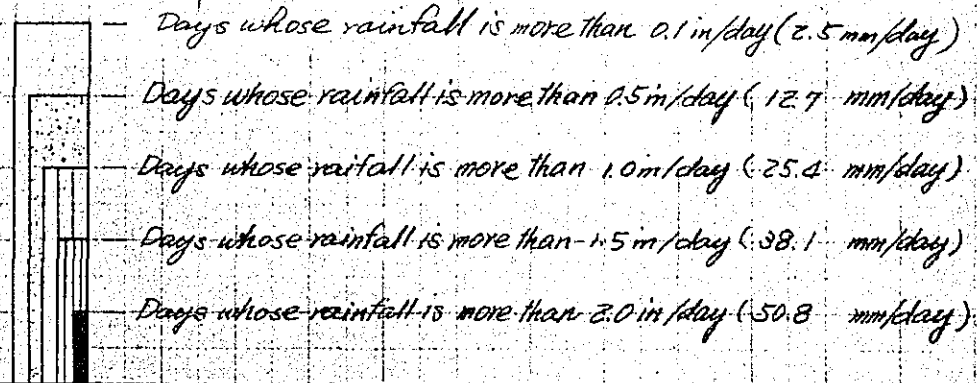 Days whose rainfall is more than 0.1 in/day (2.5 mm/day)
Days whose rainfall is more than 0.5 in/day (12.7 mm/day)
Days whose raifall is more than 1.0 in/day (25.4 mm/day)
Days whose rainfall is more than 1.5 in/day (38.1 mm/day)
Days whose rainfall is more than 2.0 in/day (50.8 mm/day)